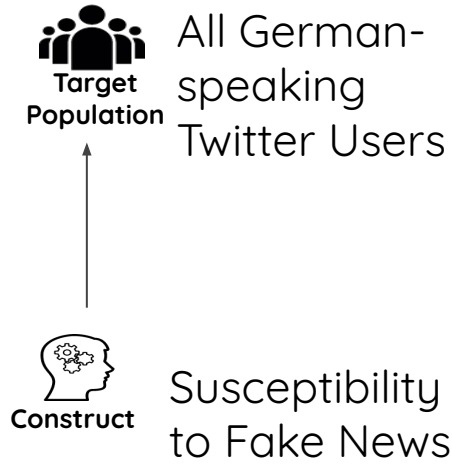 Target
Population
All German-
speaking
Twitter Users
Construct
Susceptibility
to Fake News